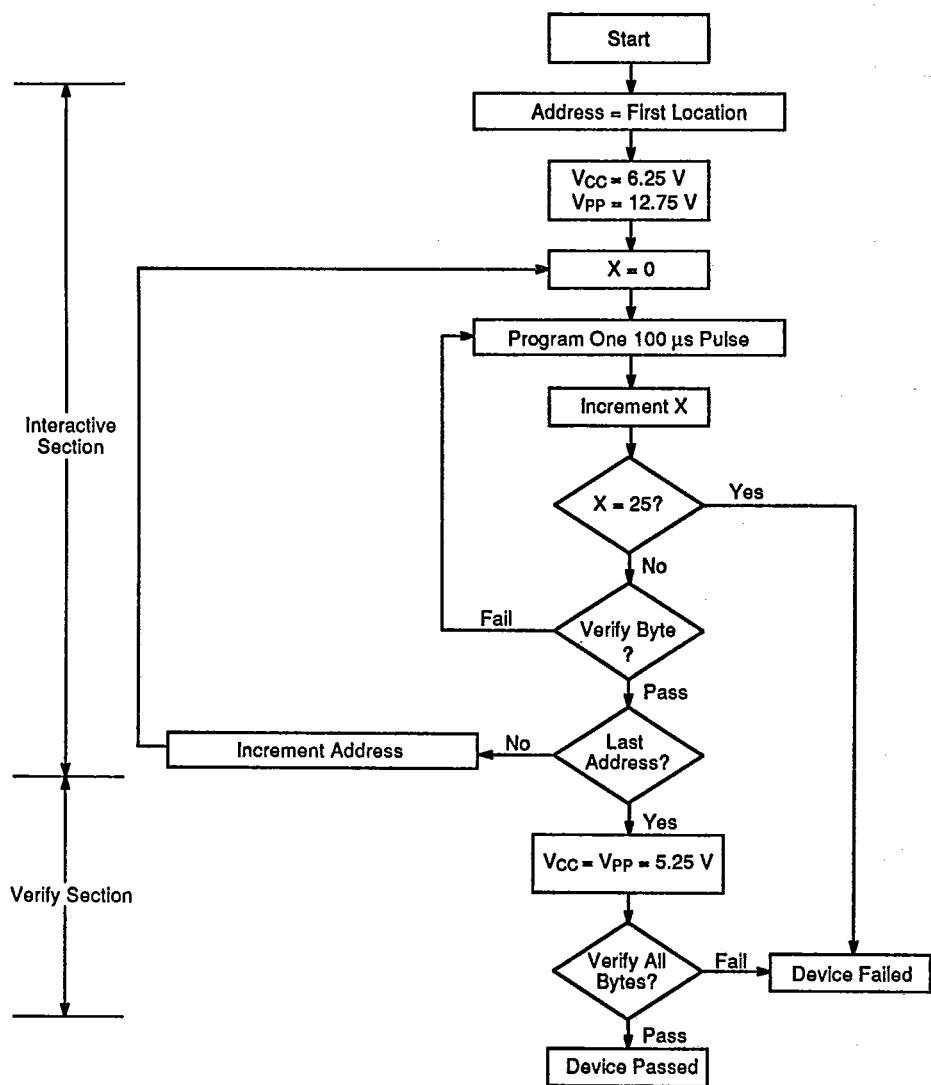 Start
Address = First Location
VCC = 6.25 V
VPP = 12.75 V
X = 0
Program One 100 µs Pulse
Increment X
Interactive
Section
X = 25?
Yes
No
Fail
Verify Byte
?
Pass
Increment Address
No
Last
Address?
Yes
VCC = VPP = 5.25 V
Verify Section
Verify All
Bytes?
Fail
Device Failed
Pass
Device Passed